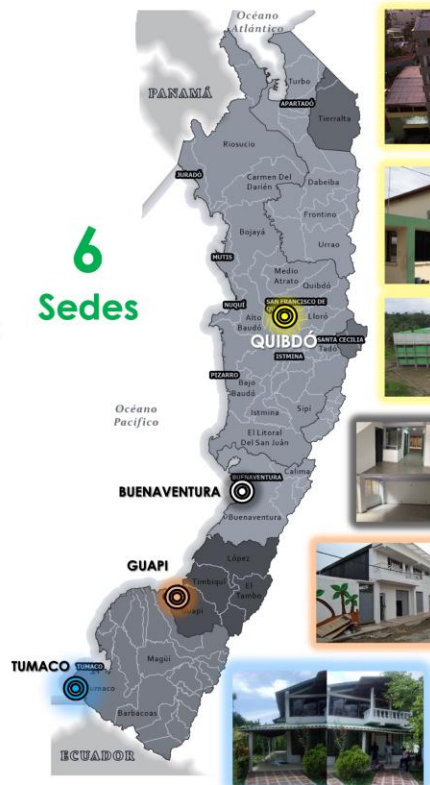 Océano
Atlántico
PANAMÁ
Turbo
APARTADÓ
Tierralta
Riosucio
JURADÓ
Carmen Del
Darién
Dabeiba
Frontino
Bojayá
Urrao
6
Sedes
MUTIS
Medio
Atrato
Quibdó
NUQUÍ
SAN FRANCISCO DE
Alto
Baudó
Lloró
QUIBDÓ
SANTA CECILIA
Tadó
ISTMINA
PIZARRO
Bajo
Baudó
Océano
Pacífico
Istmina
Sipí
El Litoral
Del San Juán
Calima
BUENAVENTURA
BUENAVENTURA
Buenaventura
GUAPI
López
Timbiquí
El
Tambo
TUMACO
TUMACO
Magüí
Tumaco
Barbacoas
ECUADOR